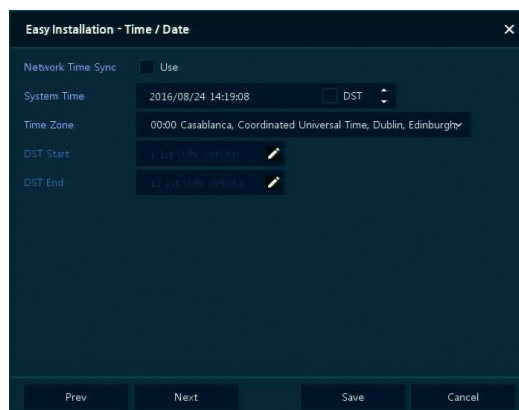 Easy Installation - Time / Date
Network Time Sync Use
System Time 2016/08/24 14:19:08 DST
Time Zone 00:00 Casablanca, Coordinated Universal Time, Dublin, Edinburgh
DST Start
DST End
Prev Next Save Cancel